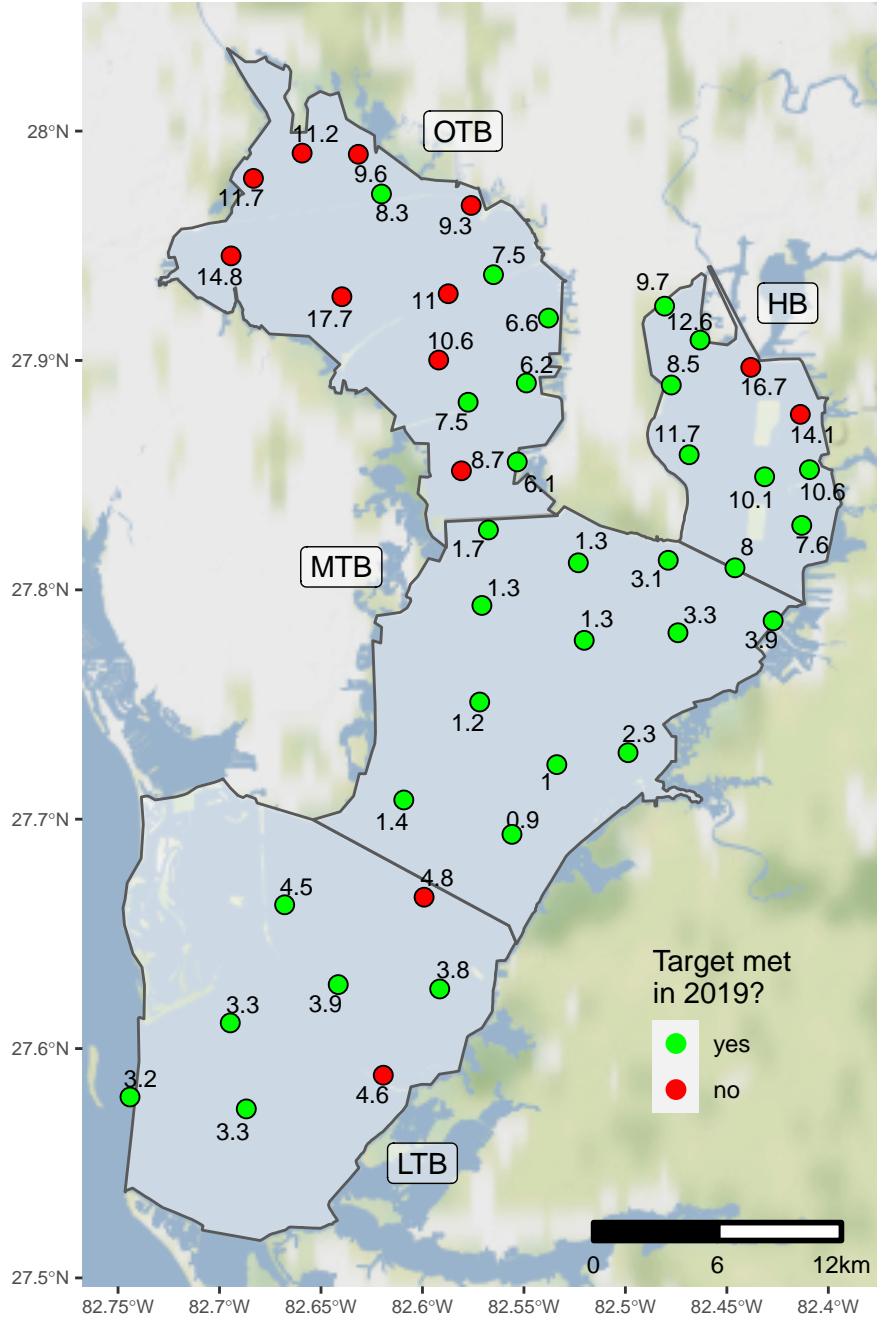 28°N
27.9°N
27.8°N
27.7°N
27.6°N
27.5°N
OTB
11.2
9.6
11.7
8.3
9.3
7.5
14.8
17.7
11
6.6
10.6
6.2
7.5
8.7
6.1
HB
9.7
12.6
8.5
16.7
14.1
11.7
10.1
10.6
7.6
8
MTB
1.7
1.3
3.1
1.3
1.3
3.3
3.9
1.2
2.3
1
1.4
0.9
4.8
4.5
3.8
3.9
3.3
3.2
4.6
3.3
LTB
Target met
in 2019?
yes
no
0 6 12km
82.75°W 82.7°W 82.65°W 82.6°W 82.55°W 82.5°W 82.45°W 82.4°W